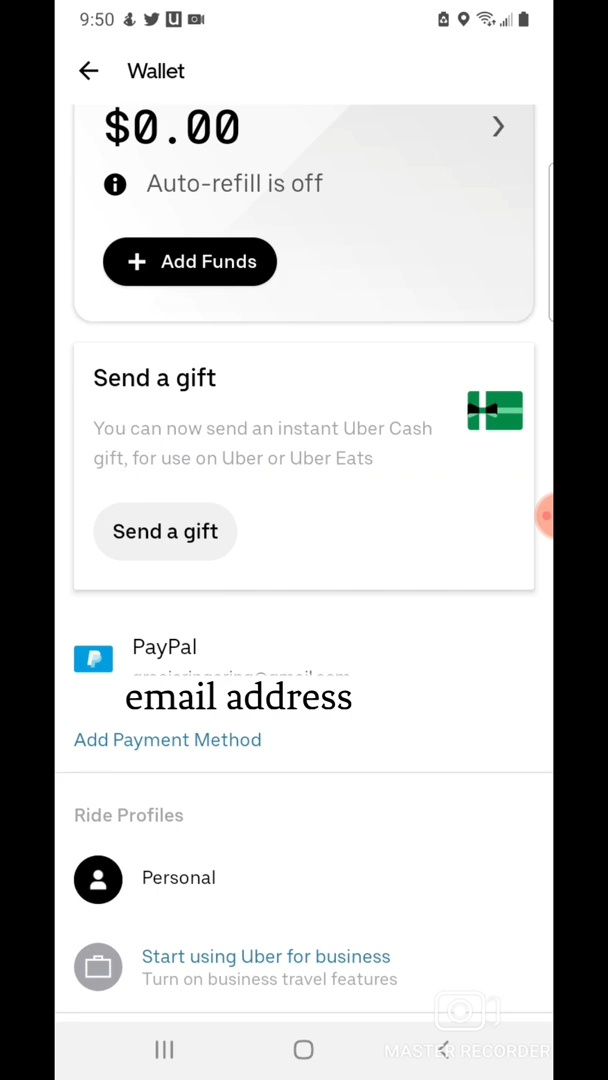 9:50
Wallet
$0.00
Auto-refill is off
Add Funds
Send a gift
You can now send an instant Uber Cash
gift, for use on Uber or Uber Eats
Send a gift
PayPal
email address
Add Payment Method
Ride Profiles
Personal
Start using Uber for business
Turn on business travel features
MASTER RECORDER